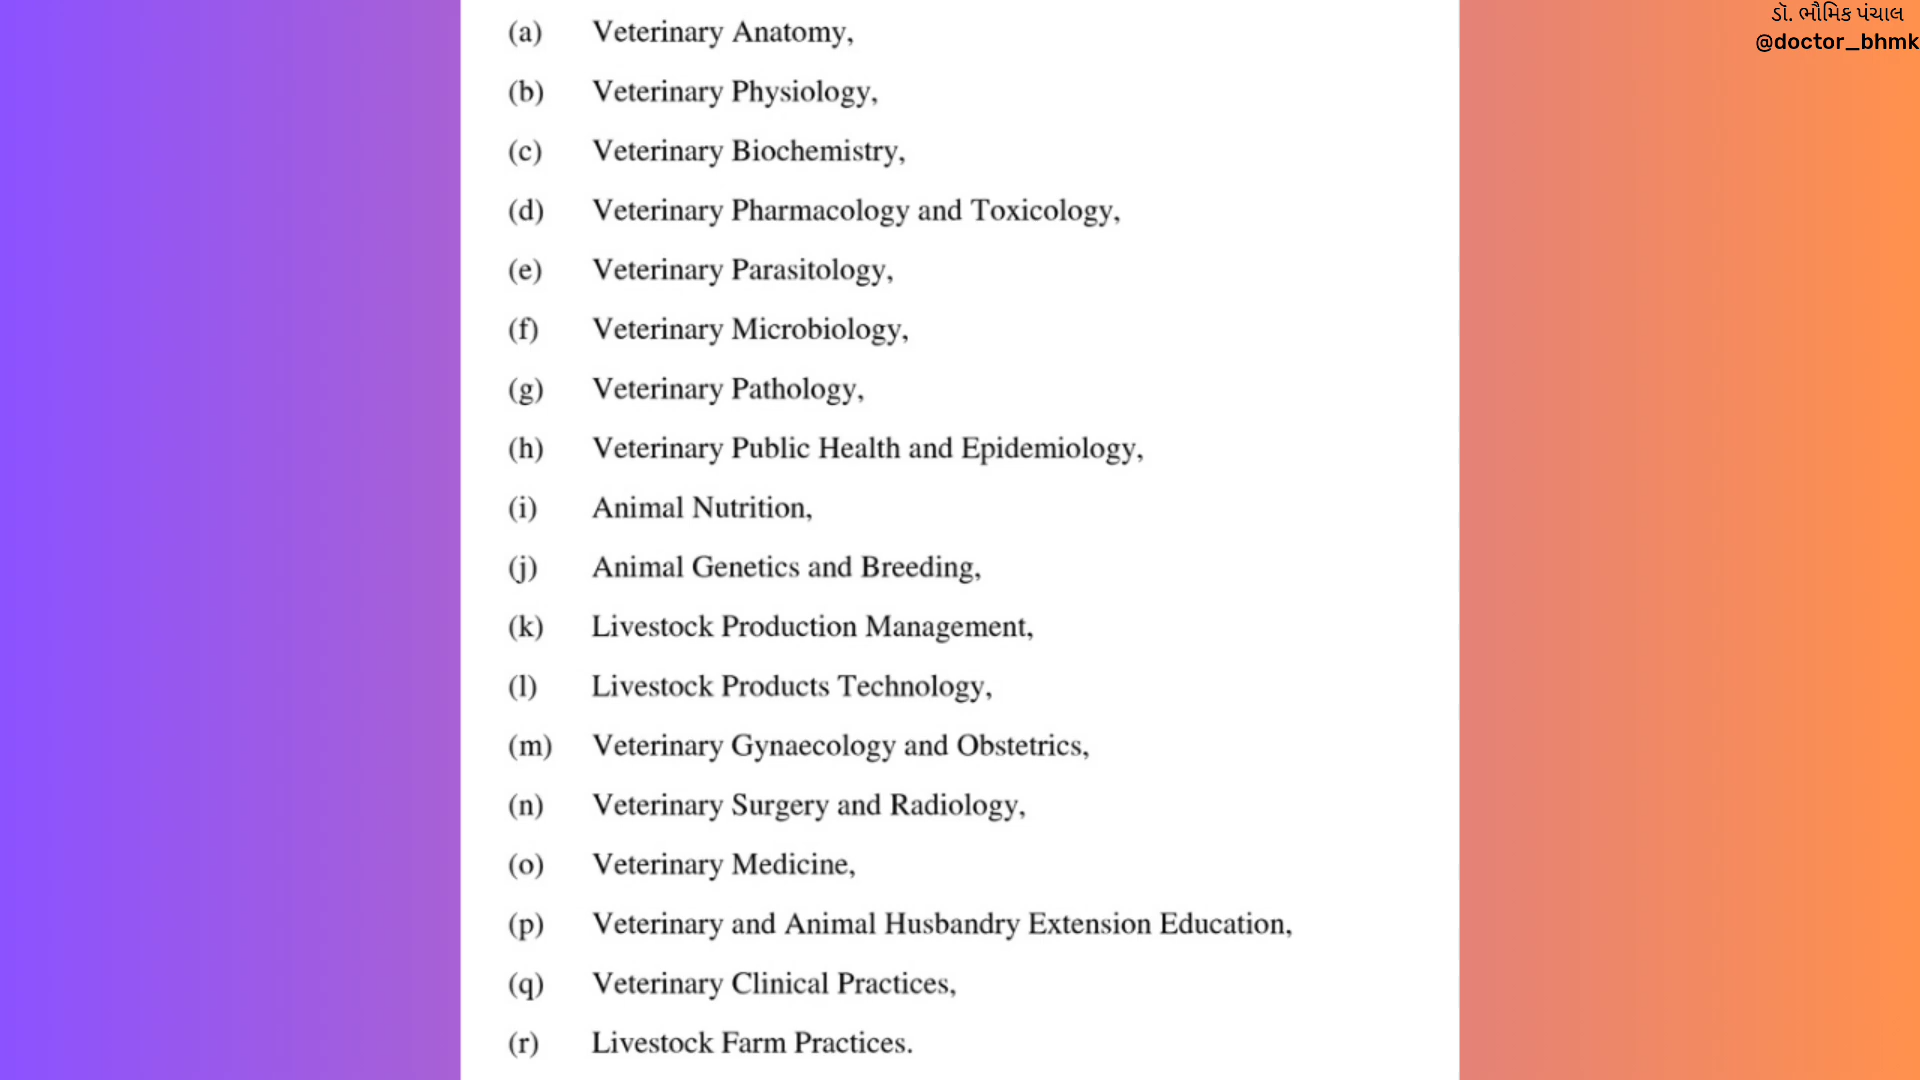 ડૉ. ભૌમિક પંચાલ
@doctor_bhmk
(a) Veterinary Anatomy,
(b) Veterinary Physiology,
(c) Veterinary Biochemistry,
(d) Veterinary Pharmacology and Toxicology,
(e) Veterinary Parasitology,
(f) Veterinary Microbiology,
(g) Veterinary Pathology,
(h) Veterinary Public Health and Epidemiology,
(i) Animal Nutrition,
(j) Animal Genetics and Breeding,
(k) Livestock Production Management,
(l) Livestock Products Technology,
(m) Veterinary Gynaecology and Obstetrics,
(n) Veterinary Surgery and Radiology,
(o) Veterinary Medicine,
(p) Veterinary and Animal Husbandry Extension Education,
(q) Veterinary Clinical Practices,
(r) Livestock Farm Practices.